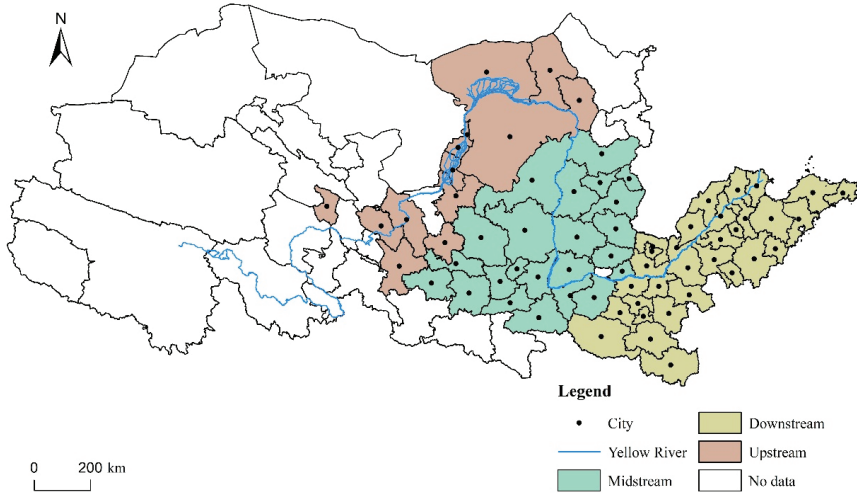 N
Legend
City
Downstream
Yellow River
Upstream
Midstream
No data
0 200 km